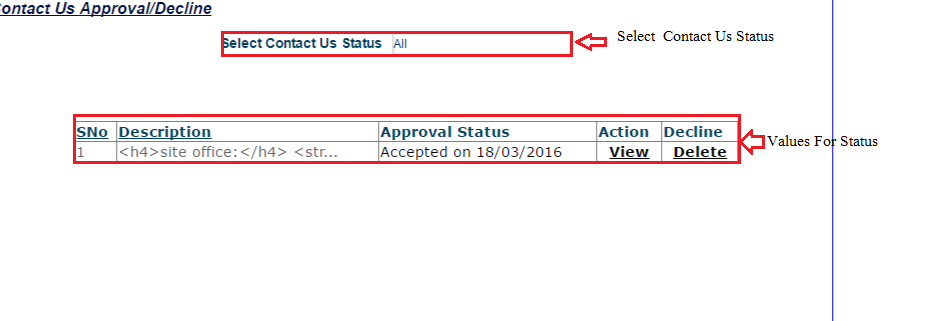 ontact Us Approval/Decline
Select Contact Us Status All
Select Contact Us Status
SNo Description Approval Status Action Decline
1 <h4>site office:</h4> <str... Accepted on 18/03/2016 View Delete
Values For Status